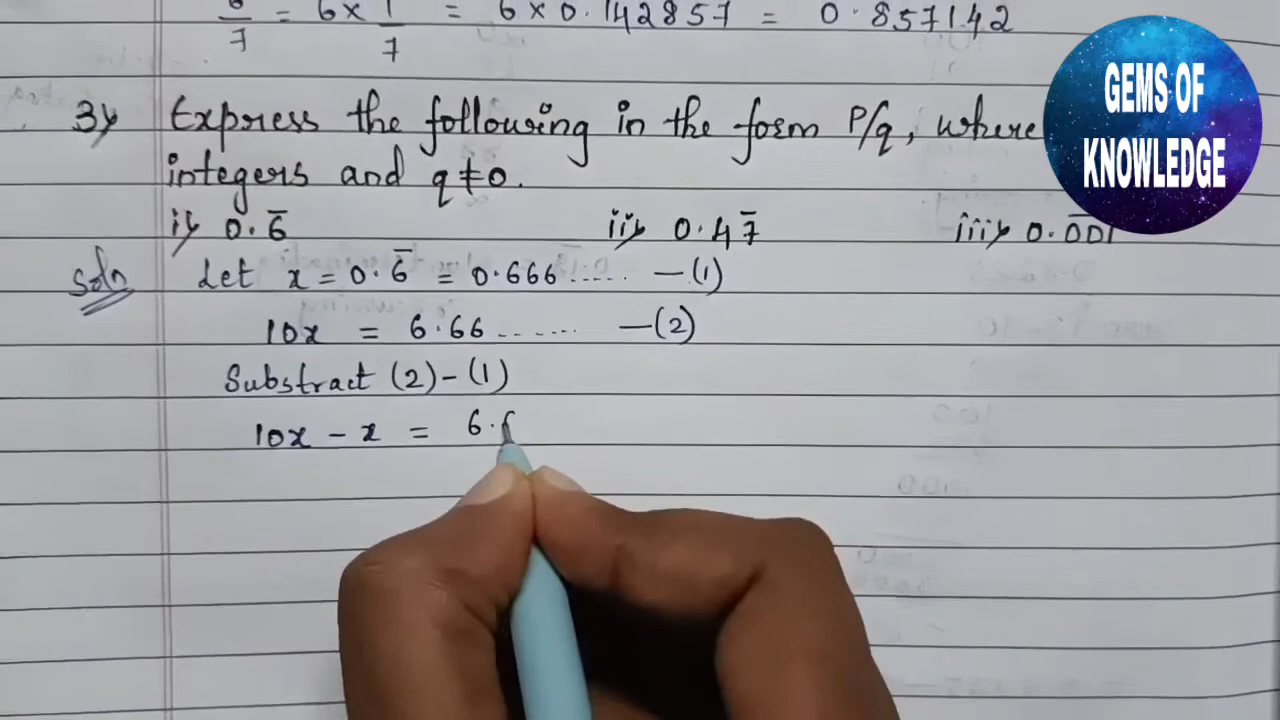 6/7 = 6 × 1/7 = 6 × 0.142857 = 0.857142
3) Express the following in the form P/q, where
integers and q ≠ 0.
i) 0.6̅ ii) 0.47̅ iii) 0.0̅0̅1̅
Soln Let x = 0.6̅ = 0.666...... —(1)
10x = 6.66....... —(2)
Substract (2) - (1)
10x - x = 6.6
GEMS OF
KNOWLEDGE